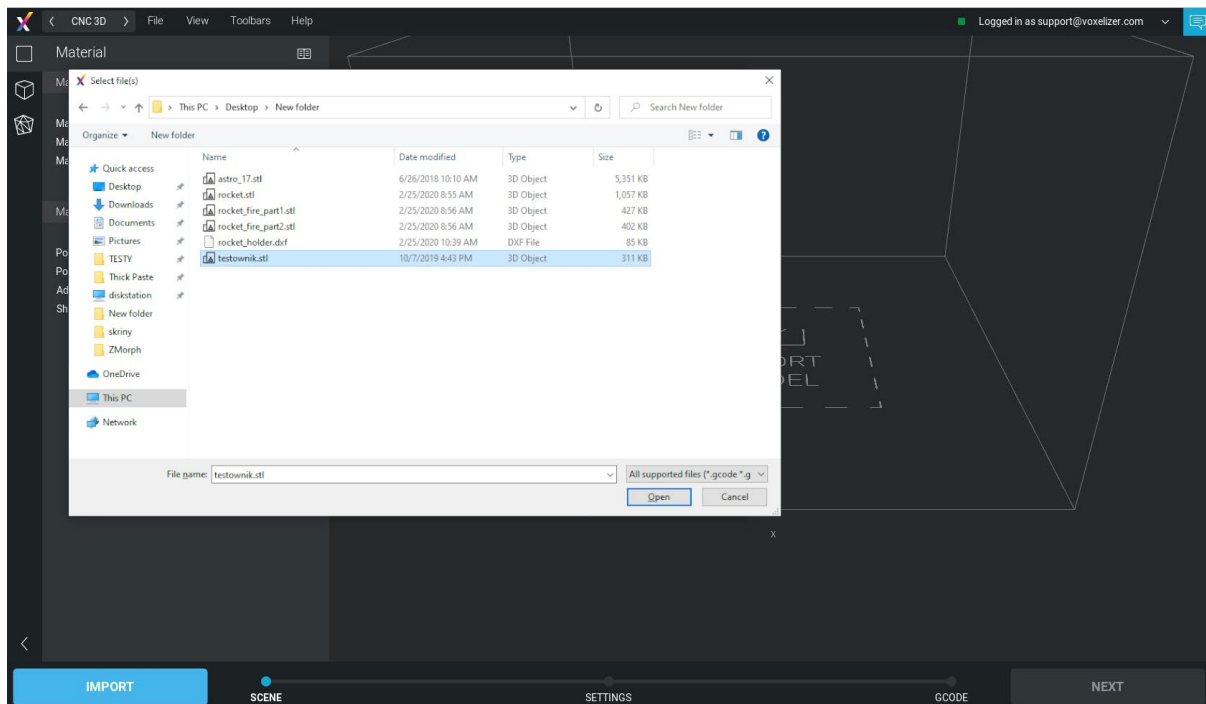 CNC 3D File View Toolbars Help Logged in as support@voxelizer.com
Material
Select file(s)
This PC Desktop New folder Search New folder
Organize New folder
Name Date modified Type Size
Quick access
Desktop
Downloads
Documents
Pictures
TESTY
Thick Paste
diskstation
New folder
skriny
ZMorph
OneDrive
This PC
Network
astro_17.stl 6/26/2018 10:10 AM 3D Object 5,351 KB
rocket.stl 2/25/2020 8:55 AM 3D Object 1,057 KB
rocket_fire_part1.stl 2/25/2020 8:56 AM 3D Object 427 KB
rocket_fire_part2.stl 2/25/2020 8:56 AM 3D Object 402 KB
rocket_holder.dxf 2/25/2020 10:39 AM DXF File 85 KB
testownik.stl 10/7/2019 4:43 PM 3D Object 311 KB
File name: testownik.stl All supported files (*.gcode *.g
Open Cancel
X
IMPORT SCENE SETTINGS GCODE NEXT